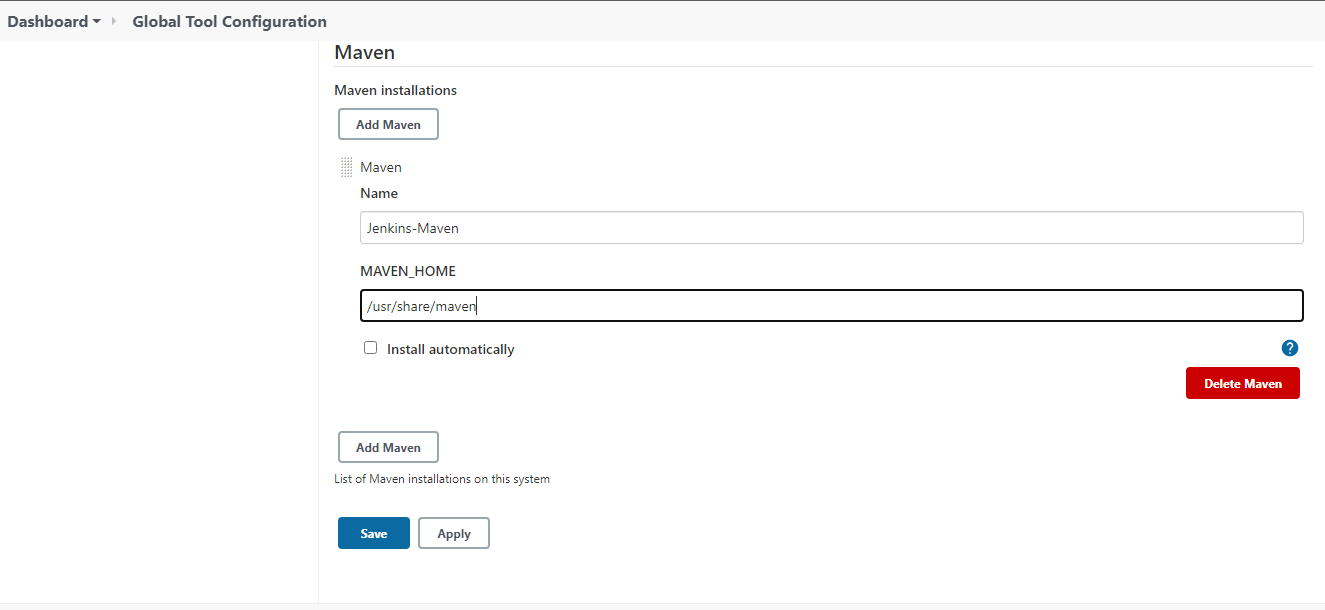 Dashboard Global Tool Configuration
Maven
Maven installations
Add Maven
Maven
Name
Jenkins-Maven
MAVEN_HOME
/usr/share/maven
Install automatically ?
Delete Maven
Add Maven
List of Maven installations on this system
Save Apply